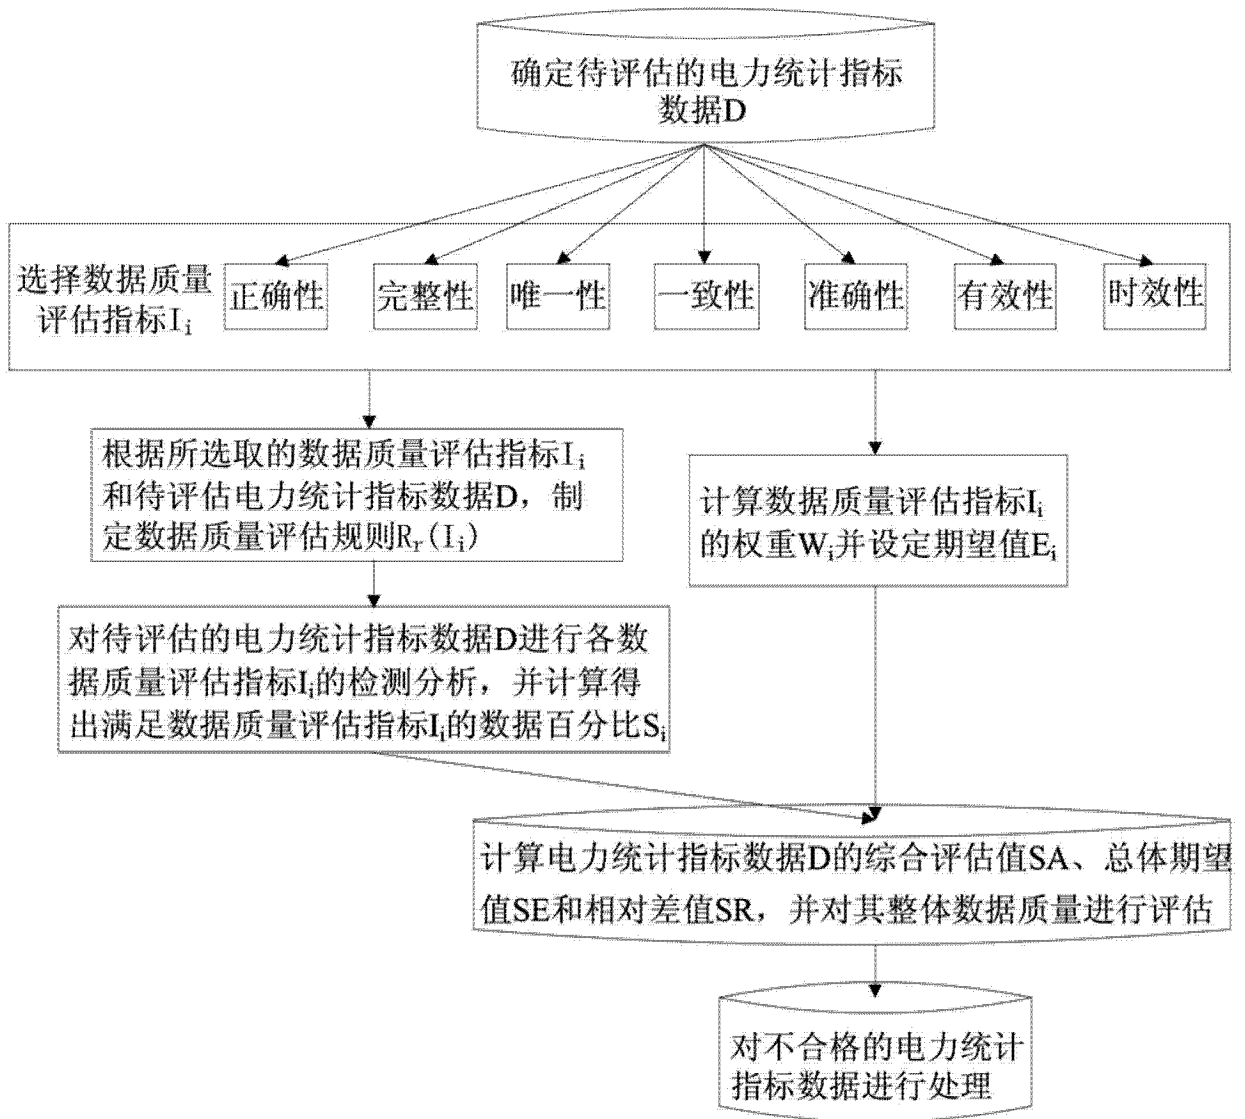 确定待评估的电力统计指标
数据D
选择数据质量
评估指标Iᵢ
正确性
完整性
唯一性
一致性
准确性
有效性
时效性
根据所选取的数据质量评估指标Iᵢ
和待评估电力统计指标数据D，制
定数据质量评估规则Rᵣ(Iᵢ)
计算数据质量评估指标Iᵢ
的权重Wᵢ并设定期望值Eᵢ
对待评估的电力统计指标数据D进行各数
据质量评估指标Iᵢ的检测分析，并计算得
出满足数据质量评估指标Iᵢ的数据百分比Sᵢ
计算电力统计指标数据D的综合评估值SA、总体期望
值SE和相对差值SR，并对其整体数据质量进行评估
对不合格的电力统计
指标数据进行处理